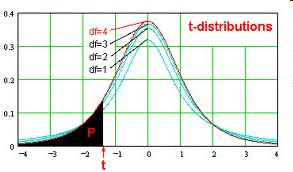 0.4
t-distributions
df=4
0.3
df=3
df=2
df=1
0.2
0.1
P
0
-4 -3 -2 -1 0 1 2 3 4
t